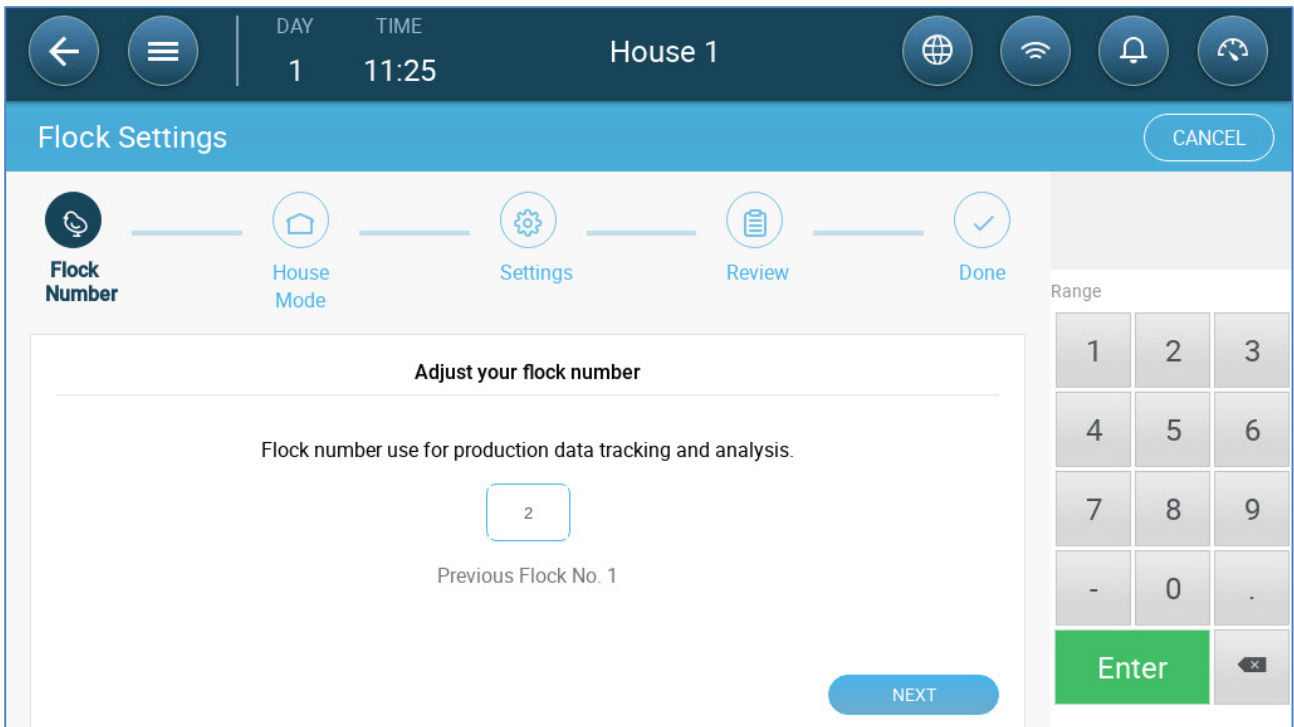 DAY TIME
House 1
1 11:25
Flock Settings
CANCEL
Flock
Number
House
Mode
Settings
Review
Done
Adjust your flock number
Flock number use for production data tracking and analysis.
2
Previous Flock No. 1
NEXT
Range
1 2 3
4 5 6
7 8 9
- 0 .
Enter